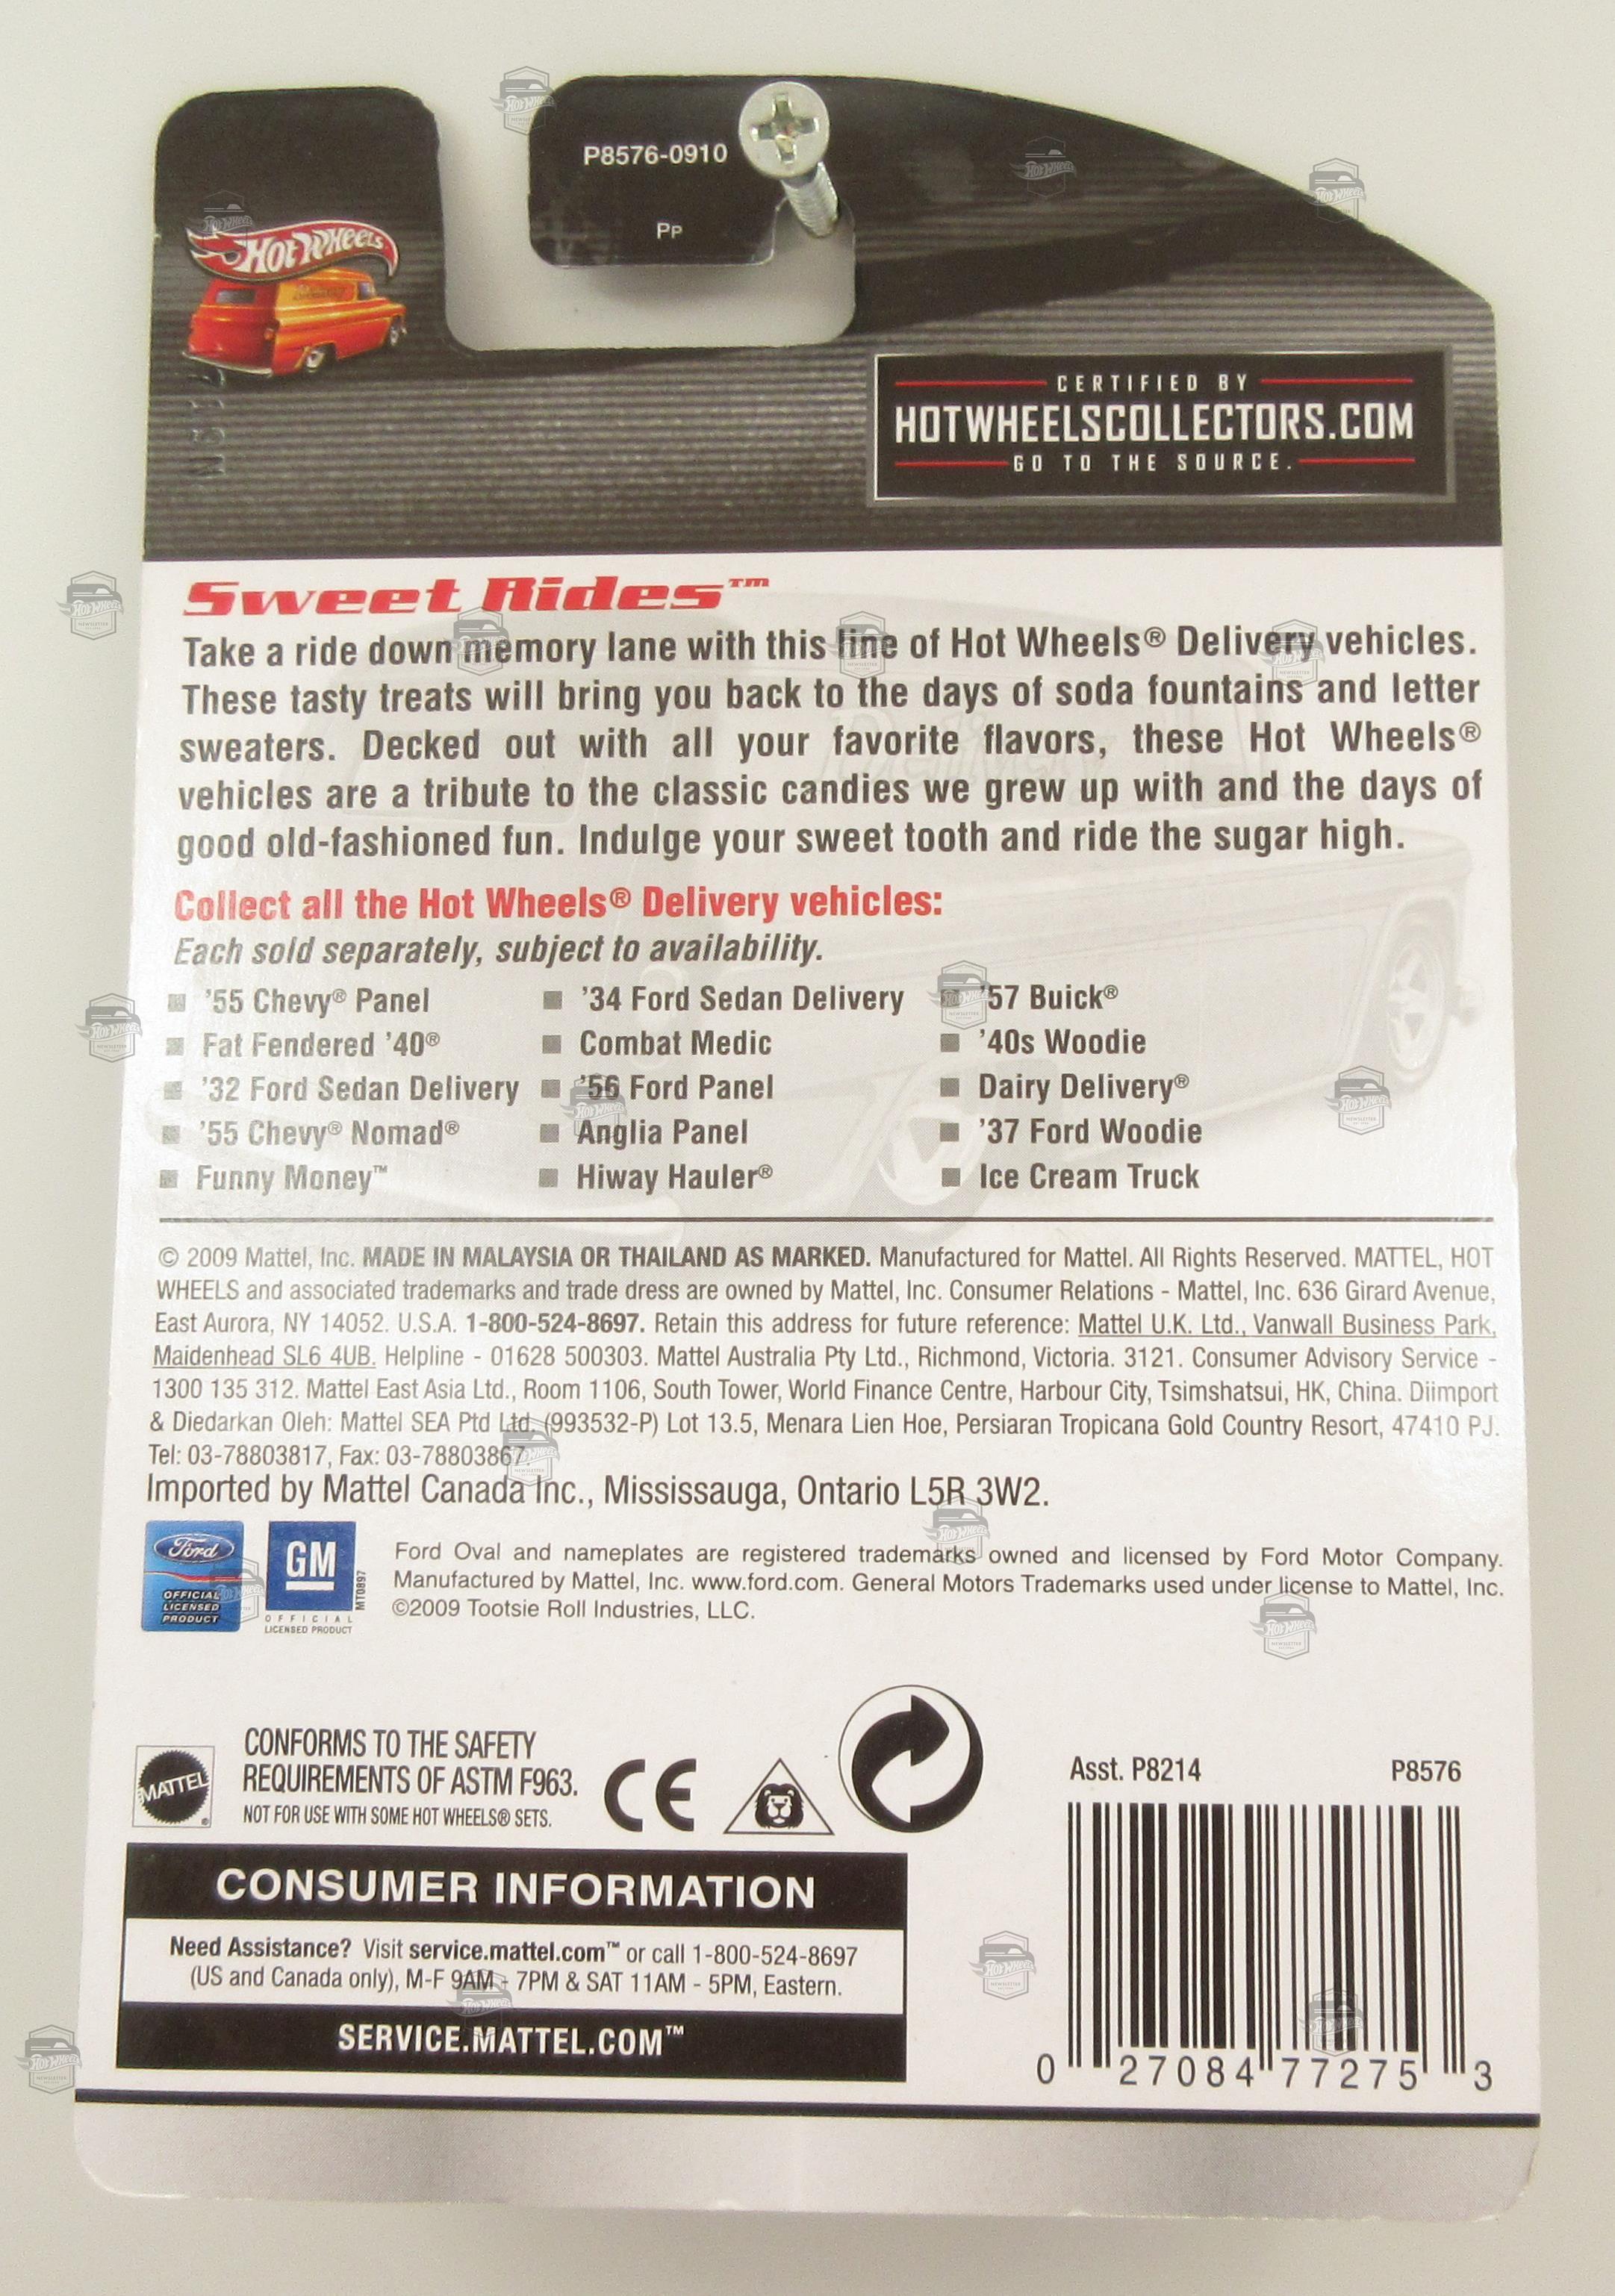 P8576-0910
Pp
HOT WHEELS
CERTIFIED BY
HOTWHEELSCOLLECTORS.COM
GO TO THE SOURCE.
Sweet Rides™
Take a ride down memory lane with this line of Hot Wheels® Delivery vehicles.
These tasty treats will bring you back to the days of soda fountains and letter
sweaters. Decked out with all your favorite flavors, these Hot Wheels®
vehicles are a tribute to the classic candies we grew up with and the days of
good old-fashioned fun. Indulge your sweet tooth and ride the sugar high.
Collect all the Hot Wheels® Delivery vehicles:
Each sold separately, subject to availability.
■ '55 Chevy® Panel
■ Fat Fendered '40®
■ '32 Ford Sedan Delivery
■ '55 Chevy® Nomad®
■ Funny Money™
■ '34 Ford Sedan Delivery
■ Combat Medic
■ '56 Ford Panel
■ Anglia Panel
■ Hiway Hauler®
■ '57 Buick®
■ '40s Woodie
■ Dairy Delivery®
■ '37 Ford Woodie
■ Ice Cream Truck
© 2009 Mattel, Inc. MADE IN MALAYSIA OR THAILAND AS MARKED. Manufactured for Mattel. All Rights Reserved. MATTEL, HOT
WHEELS and associated trademarks and trade dress are owned by Mattel, Inc. Consumer Relations - Mattel, Inc. 636 Girard Avenue,
East Aurora, NY 14052. U.S.A. 1-800-524-8697. Retain this address for future reference: Mattel U.K. Ltd., Vanwall Business Park,
Maidenhead SL6 4UB. Helpline - 01628 500303. Mattel Australia Pty Ltd., Richmond, Victoria. 3121. Consumer Advisory Service -
1300 135 312. Mattel East Asia Ltd., Room 1106, South Tower, World Finance Centre, Harbour City, Tsimshatsui, HK, China. Diimport
& Diedarkan Oleh: Mattel SEA Ptd Ltd. (993532-P) Lot 13.5, Menara Lien Hoe, Persiaran Tropicana Gold Country Resort, 47410 PJ.
Tel: 03-78803817, Fax: 03-78803867.
Imported by Mattel Canada Inc., Mississauga, Ontario L5R 3W2.
Ford
OFFICIAL
LICENSED
PRODUCT
GM
OFFICIAL
LICENSED PRODUCT
MT0897
Ford Oval and nameplates are registered trademarks owned and licensed by Ford Motor Company.
Manufactured by Mattel, Inc. www.ford.com. General Motors Trademarks used under license to Mattel, Inc.
©2009 Tootsie Roll Industries, LLC.
MATTEL®
CONFORMS TO THE SAFETY
REQUIREMENTS OF ASTM F963.
NOT FOR USE WITH SOME HOT WHEELS® SETS.
CE
Asst. P8214 P8576
CONSUMER INFORMATION
Need Assistance? Visit service.mattel.com™ or call 1-800-524-8697
(US and Canada only), M-F 9AM - 7PM & SAT 11AM - 5PM, Eastern.
SERVICE.MATTEL.COM™
0 27084 77275 3